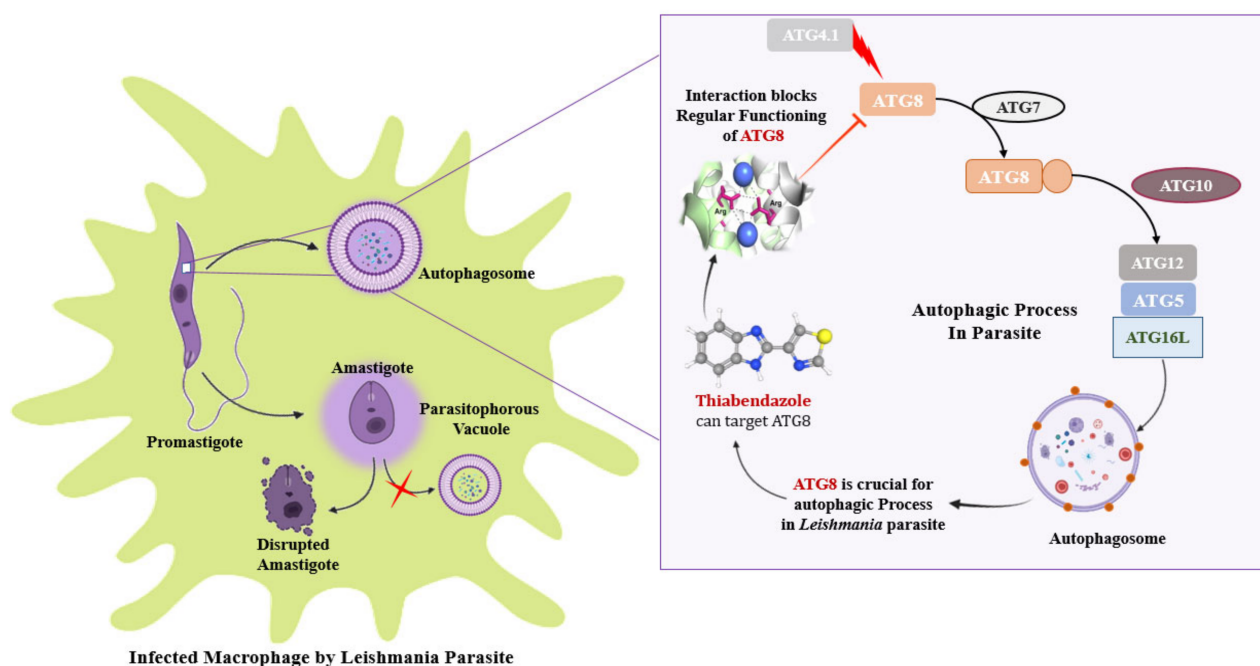 Autophagosome
Amastigote
Parasitophorous
Vacuole
Promastigote
Disrupted
Amastigote
Infected Macrophage by Leishmania Parasite
ATG4.1
Interaction blocks
Regular Functioning
of ATG8
ATG8
ATG7
Arg
Arg
ATG8
ATG10
ATG12
ATG5
ATG16L
Autophagic Process
In Parasite
Thiabendazole
can target ATG8
ATG8 is crucial for
autophagic Process
in Leishmania parasite
Autophagosome